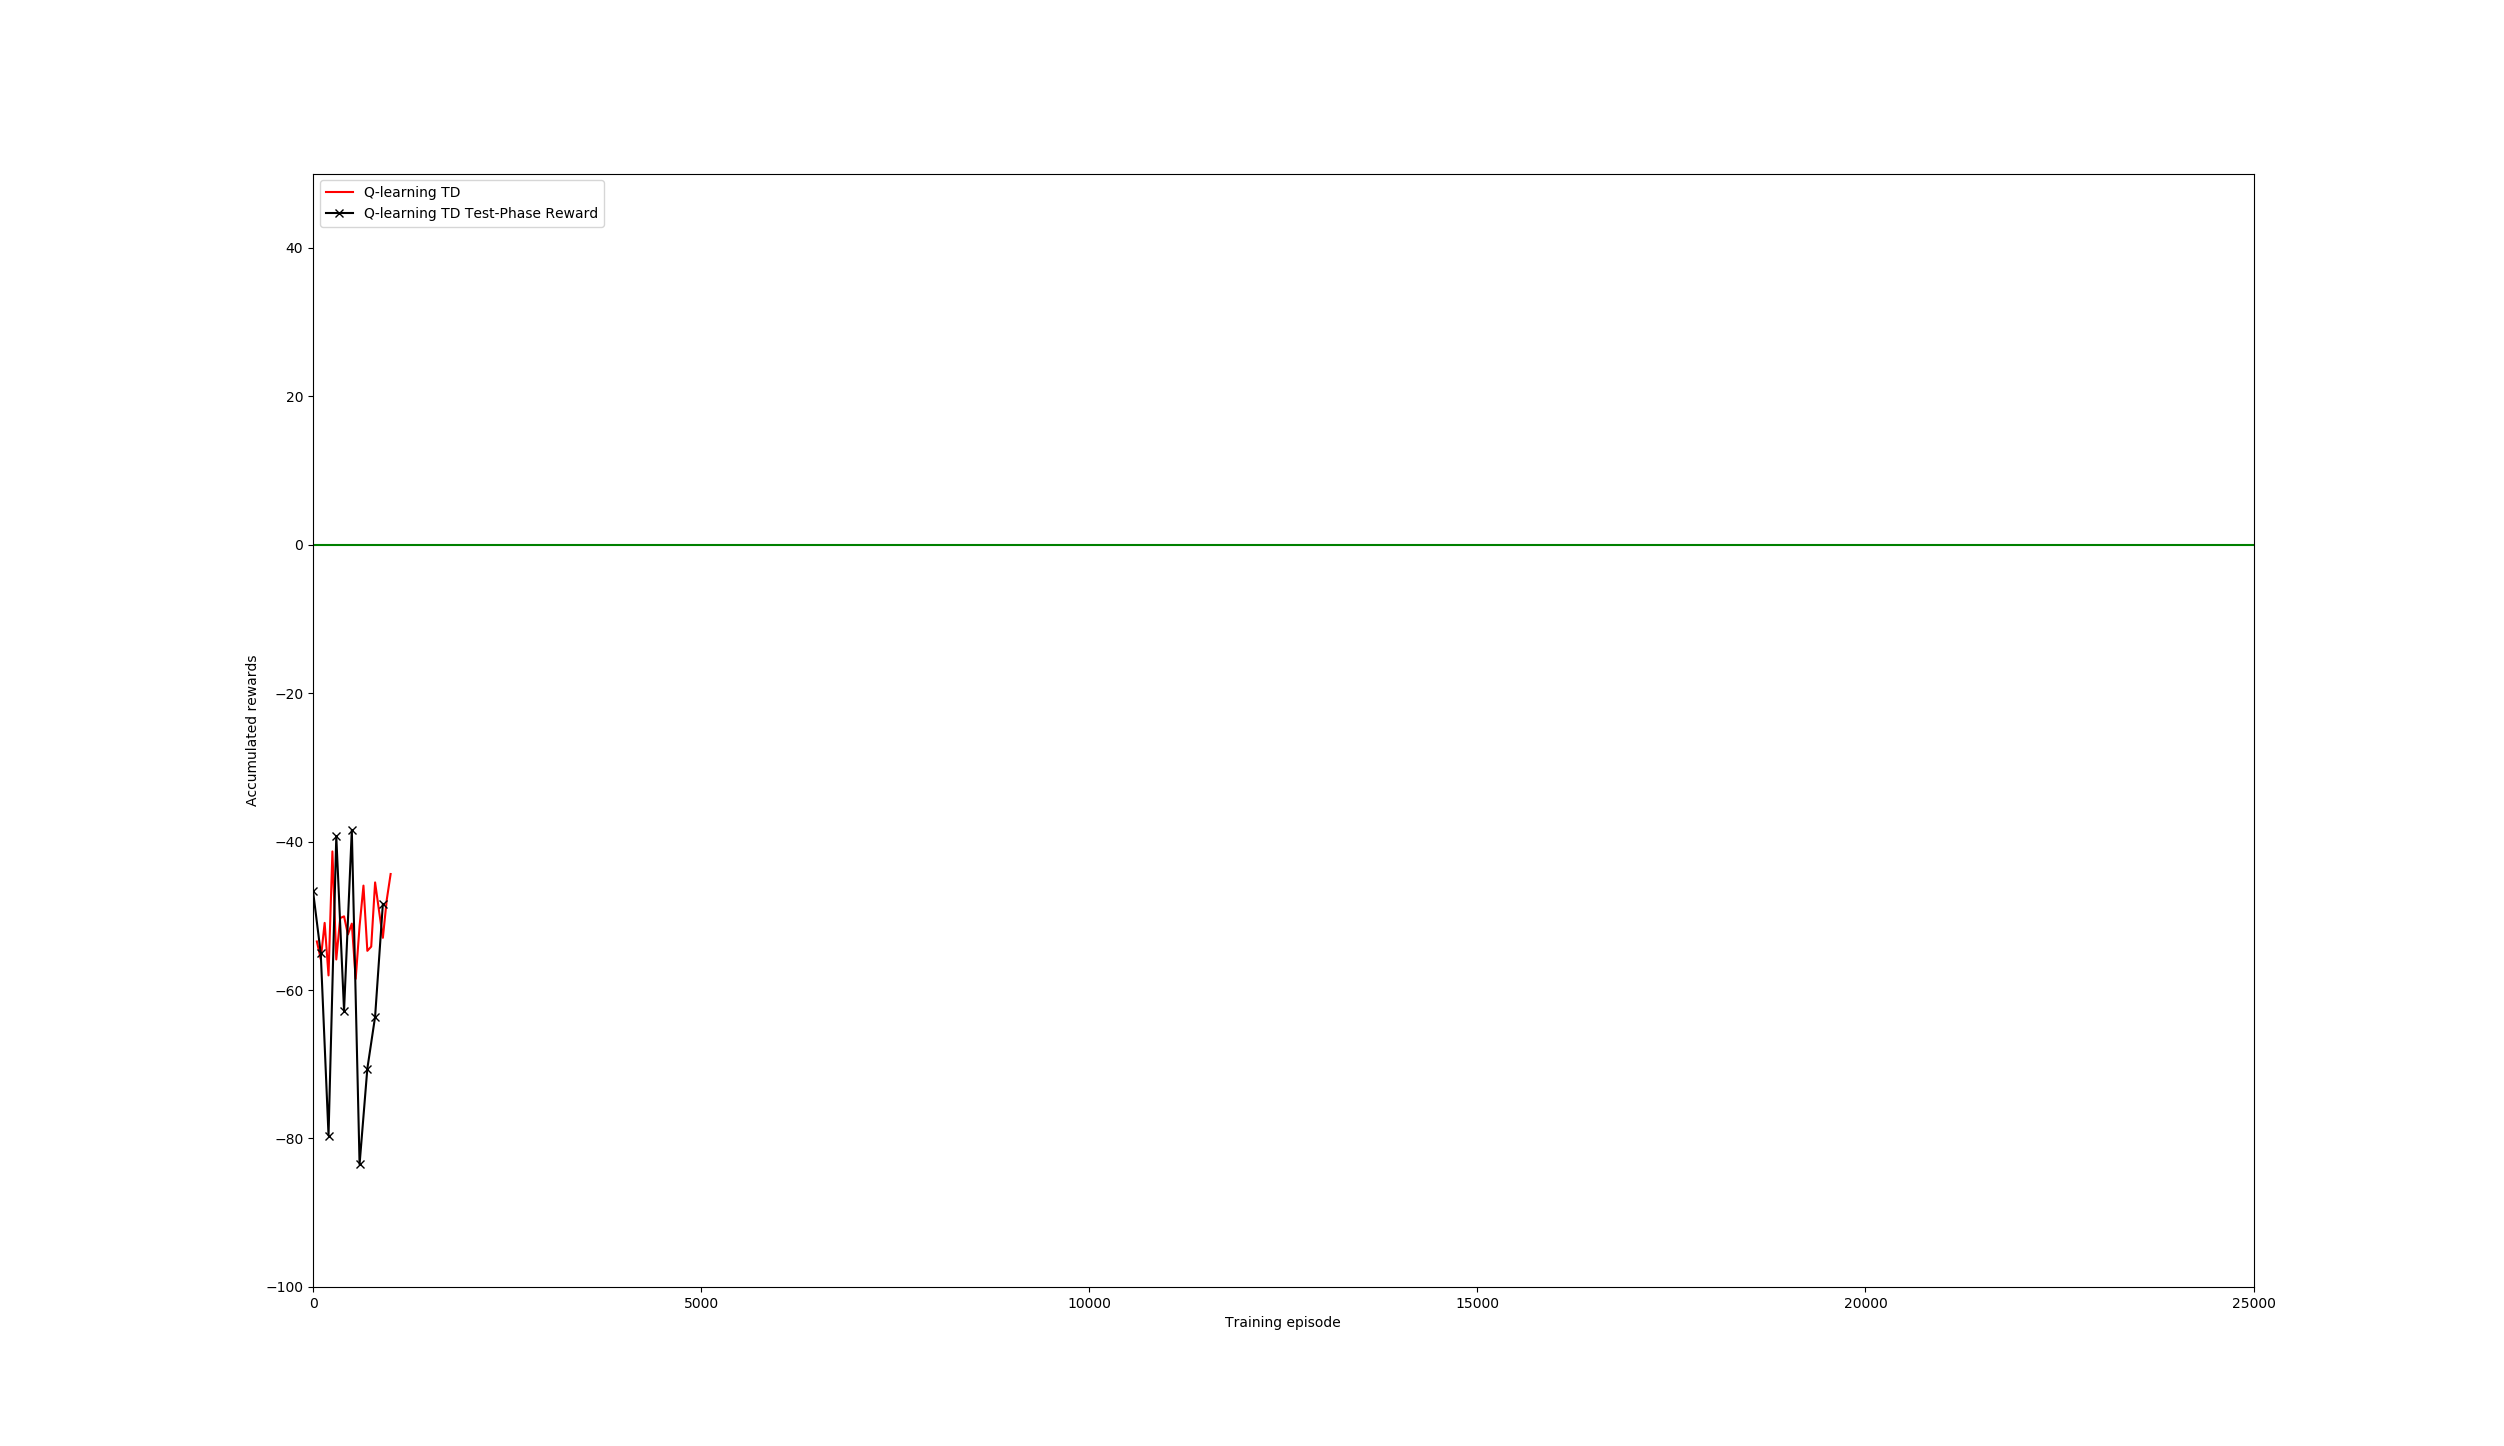 Q-learning TD
Q-learning TD Test-Phase Reward
40
20
0
−20
−40
−60
−80
−100
Accumulated rewards
0 5000 10000 15000 20000 25000
Training episode